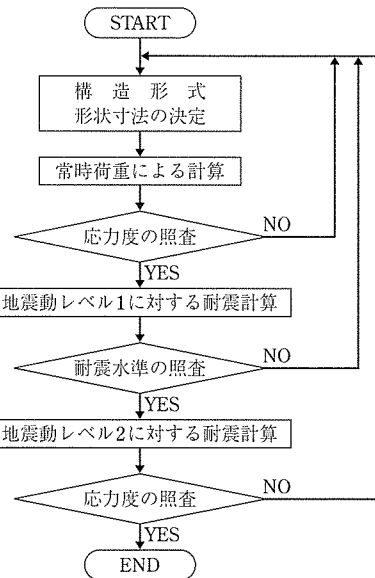 START
構造形式
形状寸法の決定
常時荷重による計算
応力度の照査
NO
YES
地震動レベル1に対する耐震計算
耐震水準の照査
NO
YES
地震動レベル2に対する耐震計算
応力度の照査
NO
YES
END